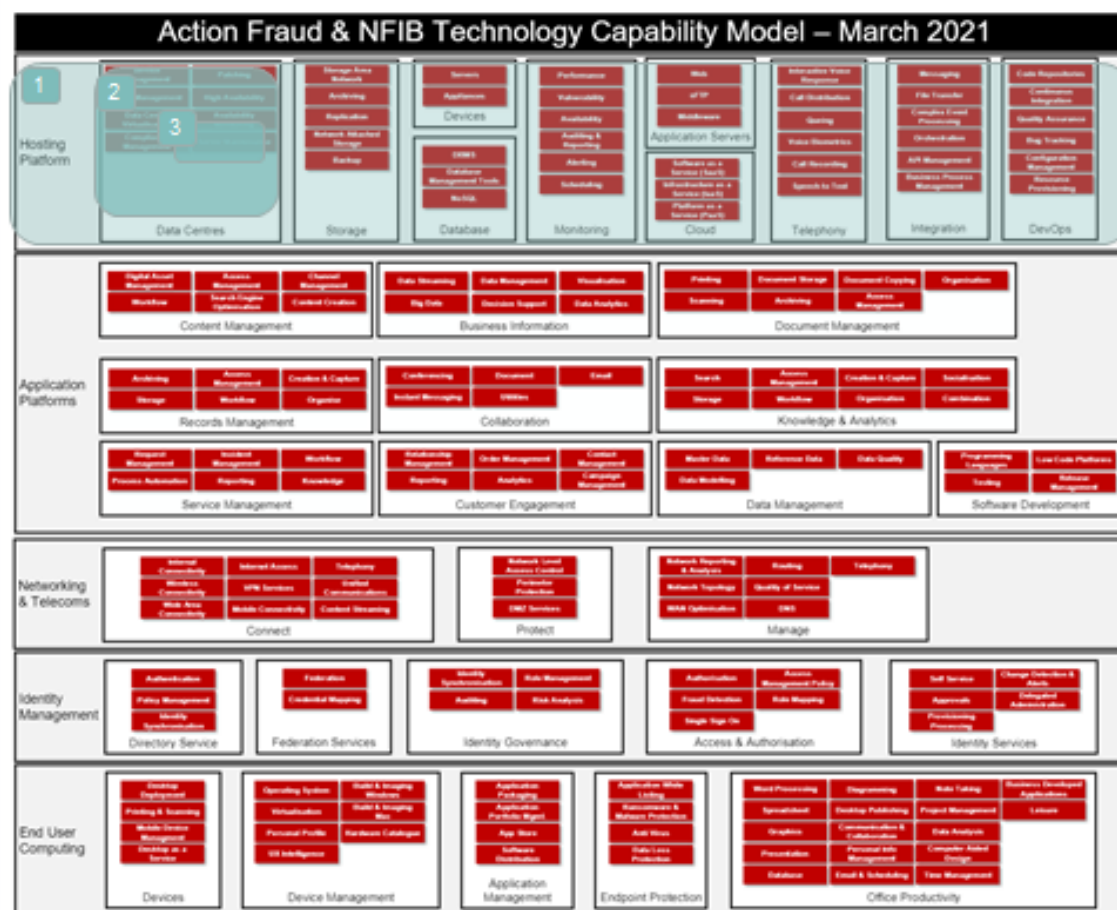 Action Fraud & NFIB Technology Capability Model – March 2021
1
2
3
Hosting
Platform
High Availability
Data Centres
Storage Area
Network
Archiving
Replication
Network Attached
Storage
Backup
Storage
Servers
Appliances
Devices
DBMS
Database
Management Tools
NoSQL
Database
Performance
Vulnerability
Availability
Auditing &
Reporting
Alerting
Scheduling
Monitoring
Web
sFTP
Middleware
Application Servers
Software as a
Service (SaaS)
Infrastructure as a
Service (IaaS)
Platform as a
Service (PaaS)
Cloud
Interactive Voice
Response
Call Distribution
Voice Biometrics
Call Recording
Speech to Text
Telephony
Messaging
File Transfer
Complex Event
Processing
Orchestration
API Management
Business Process
Management
Integration
Code Repositories
Continuous
Integration
Quality Assurance
Bug Tracking
Configuration
Management
Resource
Provisioning
DevOps
Application
Platforms
Digital Asset
Management
Access
Management
Channel
Management
Workflow
Search Engine
Optimisation
Content Creation
Content Management
Data Streaming
Data Management
Visualisation
Big Data
Decision Support
Data Analytics
Business Information
Printing
Document Storage
Document Copying
Organisation
Scanning
Archiving
Access
Management
Document Management
Archiving
Access
Management
Creation & Capture
Storage
Workflow
Organise
Records Management
Conferencing
Document
Email
Instant Messaging
Utilities
Collaboration
Search
Access
Management
Creation & Capture
Socialisation
Storage
Workflow
Organisation
Combination
Knowledge & Analytics
Request
Management
Incident
Management
Workflow
Process Automation
Reporting
Knowledge
Service Management
Relationship
Management
Order Management
Contact
Management
Reporting
Analytics
Campaign
Management
Customer Engagement
Master Data
Reference Data
Data Quality
Data Modelling
Data Management
Programming
Languages
Low Code Platforms
Testing
Release
Management
Software Development
Networking
& Telecoms
Internet
Connectivity
Internet Access
Telephony
Wireless
Connectivity
VPN Services
Unified
Communications
Wide Area
Connectivity
Mobile Connectivity
Content Streaming
Connect
Network Level
Access Control
Perimeter
Protection
DMZ Services
Protect
Network Reporting
& Analysis
Routing
Telephony
Network Topology
Quality of Service
WAN Optimisation
DNS
Manage
Identity
Management
Authentication
Policy Management
Identity
Synchronisation
Directory Service
Federation
Credential Mapping
Federation Services
Identity
Synchronisation
Role Management
Auditing
Risk Analysis
Identity Governance
Authorisation
Access
Management Policy
Fraud Detection
Role Mapping
Single Sign On
Access & Authorisation
Self Service
Change Detection &
Alerts
Approvals
Delegated
Administration
Provisioning
Processing
Identity Services
End User
Computing
Desktop
Deployment
Printing & Scanning
Mobile Device
Managment
Desktop as a
Service
Devices
Operating System
Build & Imaging
Windows
Virtualisation
Build & Imaging
Mac
Personal Profile
Hardware Catalogue
UX Intelligence
Device Management
Application
Packaging
Application
Portfolio Mgmt.
App Store
Software
Distribution
Application
Management
Application White
Listing
Ransomware &
Malware Protection
Anti Virus
Data Loss
Protection
Endpoint Protection
Word Processing
Diagramming
Note Taking
Business Developed
Applications
Spreadsheet
Desktop Publishing
Project Management
Leisure
Graphics
Communication
& Collaboration
Data Analysis
Presentation
Personal Info
Management
Computer Aided
Design
Database
Email & Scheduling
Time Management
Office Productivity